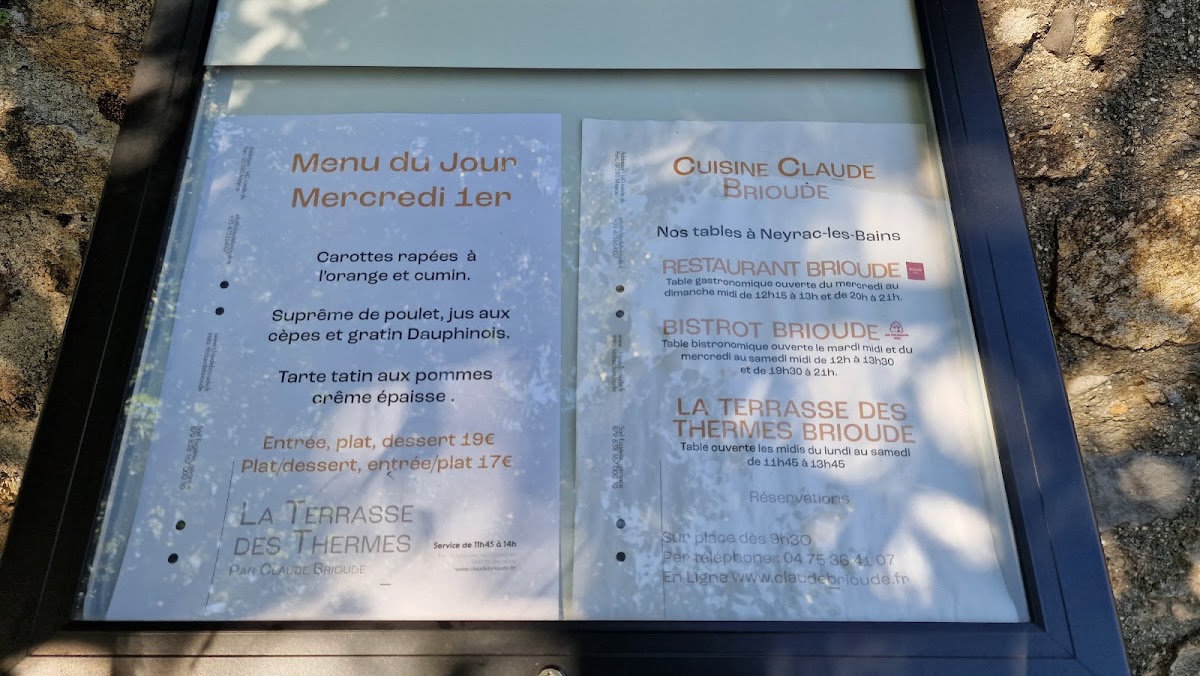 Menu du Jour
Mercredi 1er
Carottes rapées à
l'orange et cumin.
Suprême de poulet, jus aux
cèpes et gratin Dauphinois.
Tarte tatin aux pommes
crême épaisse .
Entrée, plat, dessert 19€
Plat/dessert, entrée/plat 17€
LA TERRASSE
DES THERMES
PAR CLAUDE BRIOUDE
Service de 11h45 à 14h
www.claudebrioude.fr
CUISINE CLAUDE
BRIOUDE
Nos tables à Neyrac-les-Bains
RESTAURANT BRIOUDE
Table gastronomique ouverte du mercredi au
dimanche midi de 12h15 à 13h et de 20h à 21h.
BISTROT BRIOUDE
Table bistronomique ouverte le mardi midi et du
mercredi au samedi midi de 12h à 13h30
et de 19h30 à 21h.
LA TERRASSE DES
THERMES BRIOUDE
Table ouverte les midis du lundi au samedi
de 11h45 à 13h45
Réservations
Sur place dès 9h30
Par téléphone : 04 75 36 41 07
En Ligne www.claudebrioude.fr